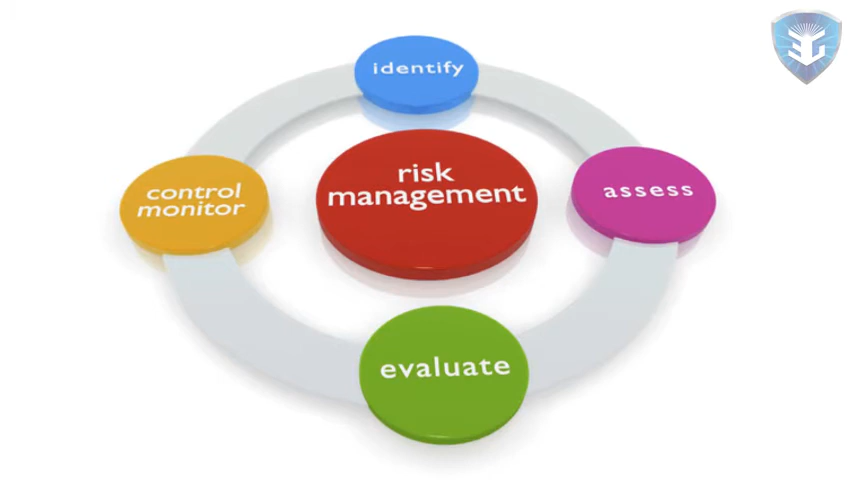 identify
risk
management
assess
control
monitor
evaluate